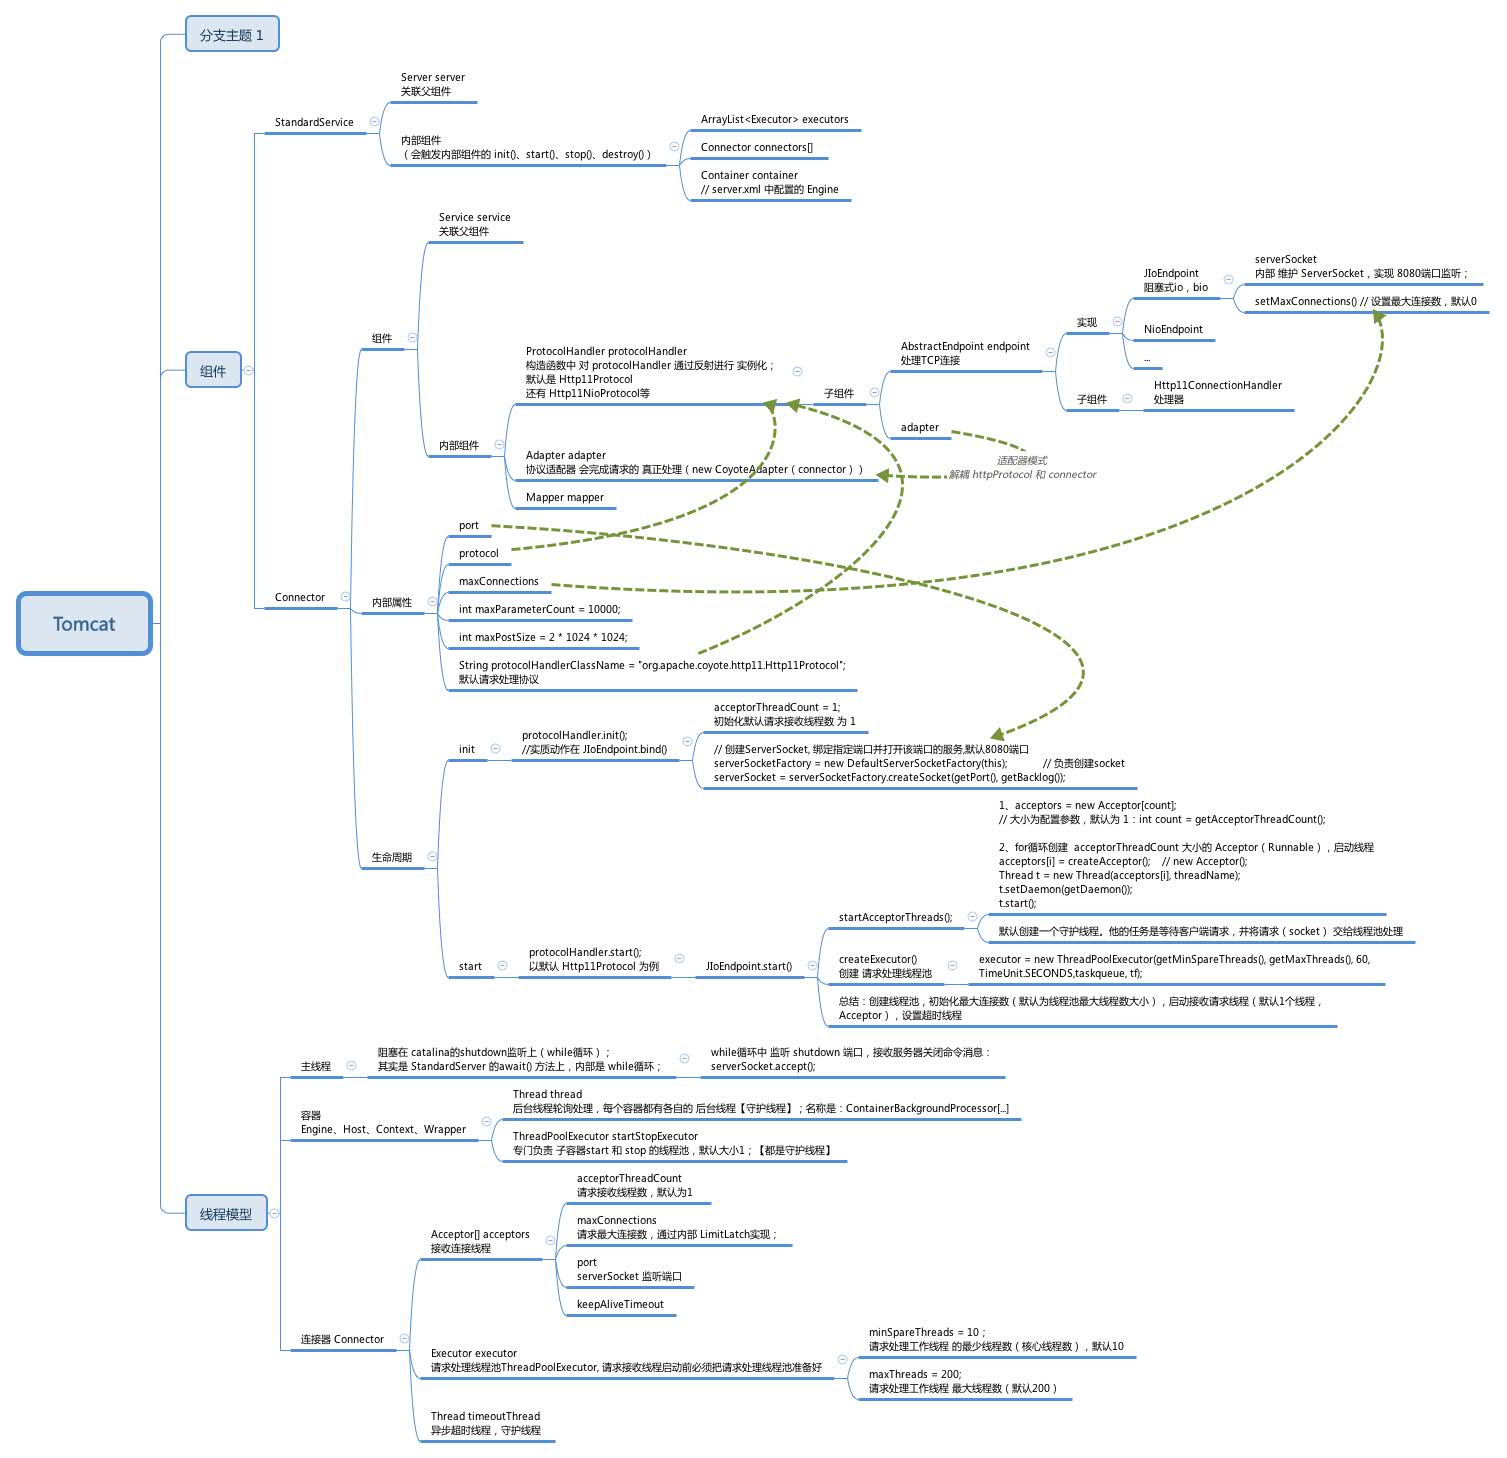 Tomcat
分支主题 1
组件
StandardService
Server server
关联父组件
内部组件
（会触发内部组件的 init()、start()、stop()、destroy()）
ArrayList<Executor> executors
Connector connectors[]
Container container
// server.xml 中配置的 Engine
Connector
组件
Service service
关联父组件
内部组件
ProtocolHandler protocolHandler
构造函数中 对 protocolHandler 通过反射进行 实例化；
默认是 Http11Protocol
还有 Http11NioProtocol等
子组件
AbstractEndpoint endpoint
处理TCP连接
实现
JIoEndpoint
阻塞式io，bio
serverSocket
内部 维护 ServerSocket，实现 8080端口监听；
setMaxConnections() // 设置最大连接数，默认0
NioEndpoint
...
子组件
Http11ConnectionHandler
处理器
adapter
适配器模式
解耦 httpProtocol 和 connector
Adapter adapter
协议适配器 会完成请求的 真正处理（new CoyoteAdapter（connector））
Mapper mapper
内部属性
port
protocol
maxConnections
int maxParameterCount = 10000;
int maxPostSize = 2 * 1024 * 1024;
String protocolHandlerClassName = "org.apache.coyote.http11.Http11Protocol";
默认请求处理协议
生命周期
init
protocolHandler.init();
//实质动作在 JIoEndpoint.bind()
acceptorThreadCount = 1;
初始化默认请求接收线程数 为 1
// 创建ServerSocket, 绑定指定端口并打开该端口的服务,默认8080端口
serverSocketFactory = new DefaultServerSocketFactory(this); // 负责创建socket
serverSocket = serverSocketFactory.createSocket(getPort(), getBacklog());
start
protocolHandler.start();
以默认 Http11Protocol 为例
JIoEndpoint.start()
startAcceptorThreads();
1、acceptors = new Acceptor[count];
// 大小为配置参数，默认为 1：int count = getAcceptorThreadCount();
2、for循环创建 acceptorThreadCount 大小的 Acceptor（Runnable），启动线程
acceptors[i] = createAcceptor(); // new Acceptor();
Thread t = new Thread(acceptors[i], threadName);
t.setDaemon(getDaemon());
t.start();
默认创建一个守护线程。他的任务是等待客户端请求，并将请求（socket） 交给线程池处理
createExecutor()
创建 请求处理线程池
executor = new ThreadPoolExecutor(getMinSpareThreads(), getMaxThreads(), 60,
TimeUnit.SECONDS,taskqueue, tf);
总结：创建线程池，初始化最大连接数（默认为线程池最大线程数大小），启动接收请求线程（默认1个线程，
Acceptor），设置超时线程
线程模型
主线程
阻塞在 catalina的shutdown监听上（while循环）；
其实是 StandardServer 的await() 方法上，内部是 while循环；
while循环中 监听 shutdown 端口，接收服务器关闭命令消息：
serverSocket.accept();
容器
Engine、Host、Context、Wrapper
Thread thread
后台线程轮询处理，每个容器都有各自的 后台线程【守护线程】；名称是：ContainerBackgroundProcessor[...]
ThreadPoolExecutor startStopExecutor
专门负责 子容器start 和 stop 的线程池，默认大小1；【都是守护线程】
连接器 Connector
Acceptor[] acceptors
接收连接线程
acceptorThreadCount
请求接收线程数，默认为1
maxConnections
请求最大连接数，通过内部 LimitLatch实现；
port
serverSocket 监听端口
keepAliveTimeout
Executor executor
请求处理线程池ThreadPoolExecutor, 请求接收线程启动前必须把请求处理线程池准备好
minSpareThreads = 10；
请求处理工作线程 的最少线程数（核心线程数），默认10
maxThreads = 200;
请求处理工作线程 最大线程数（默认200）
Thread timeoutThread
异步超时线程，守护线程